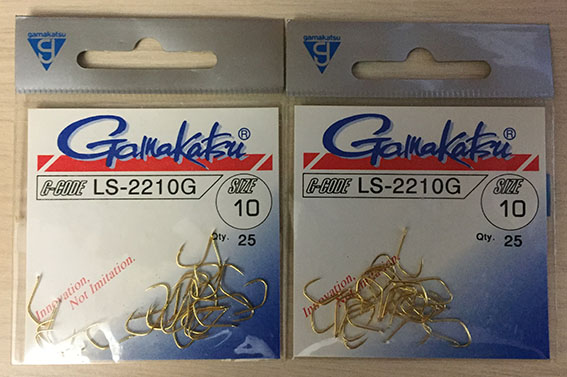 gamakatsu
g
Gamakatsu®
G-CODE LS-2210G SIZE
10
Qty. 25
Innovation,
Not Imitation.
gamakatsu
g
Gamakatsu®
G-CODE LS-2210G SIZE
10
Qty. 25
Innovation,
Not Imitation.